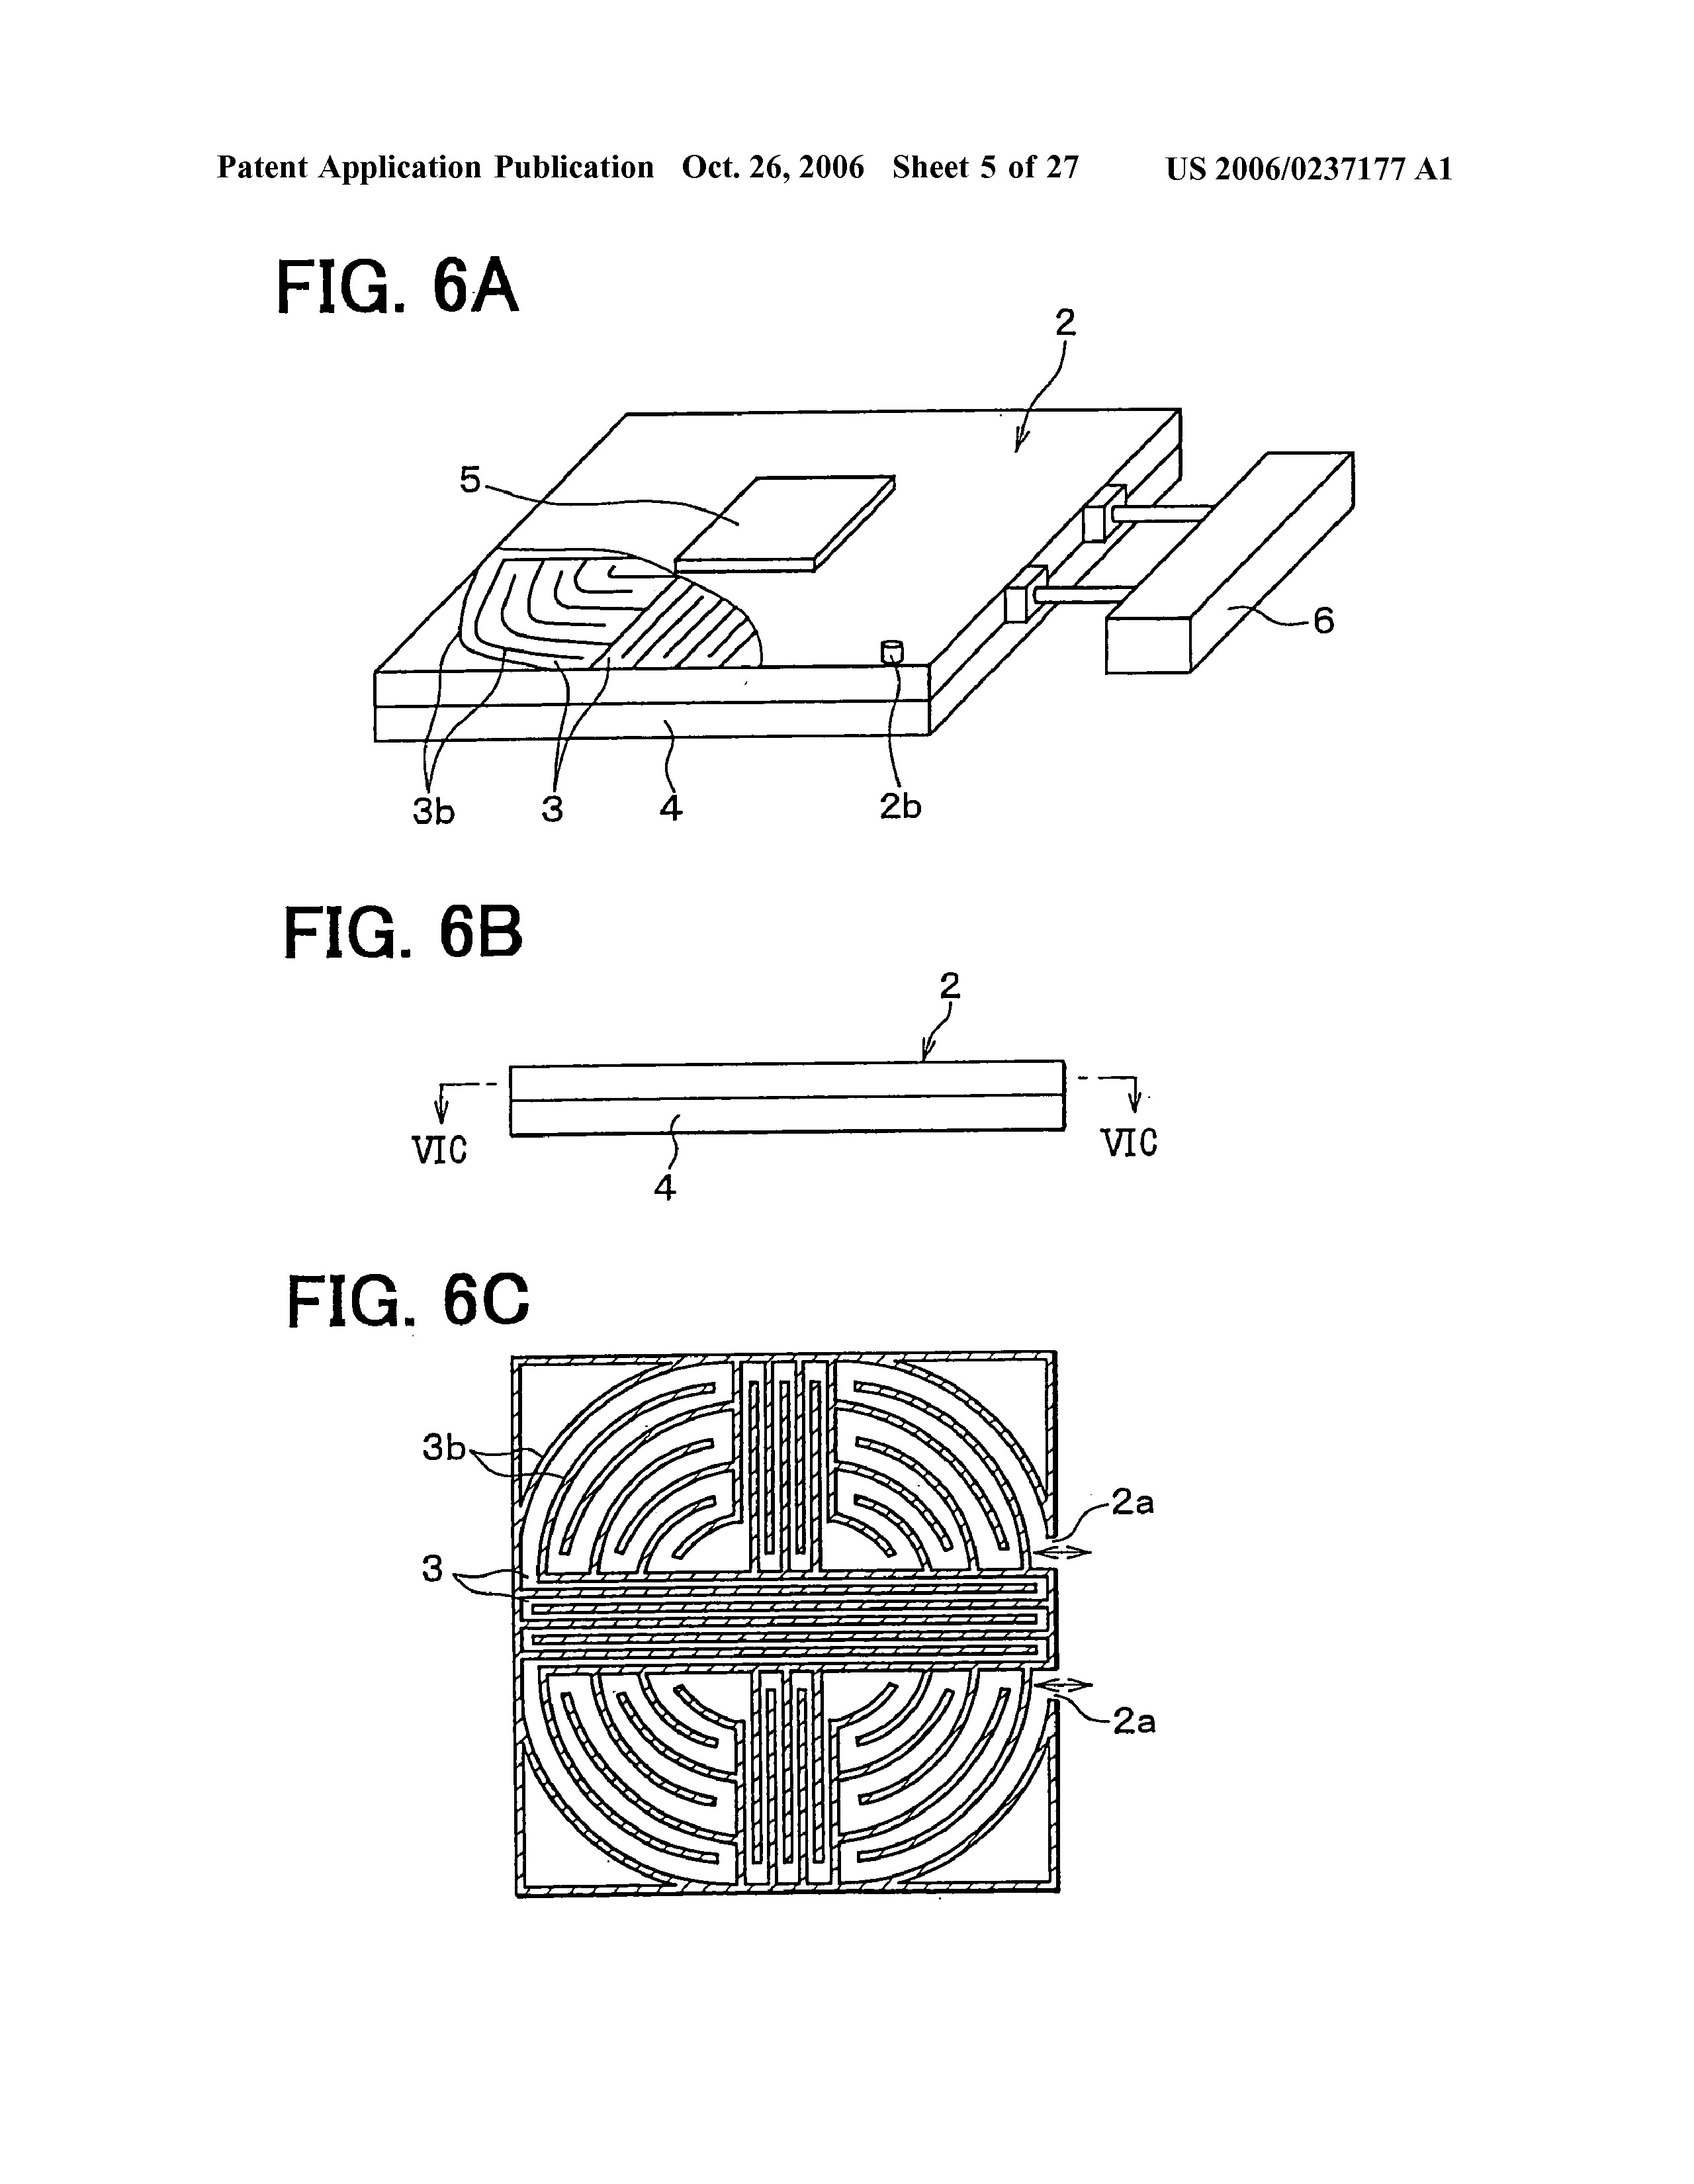 Patent Application Publication Oct. 26, 2006 Sheet 5 of 27 US 2006/0237177 A1
FIG. 6A
2
5
6
3b 3 4 2b
FIG. 6B
2
VIC VIC
4
FIG. 6C
3b
2a
3
2a